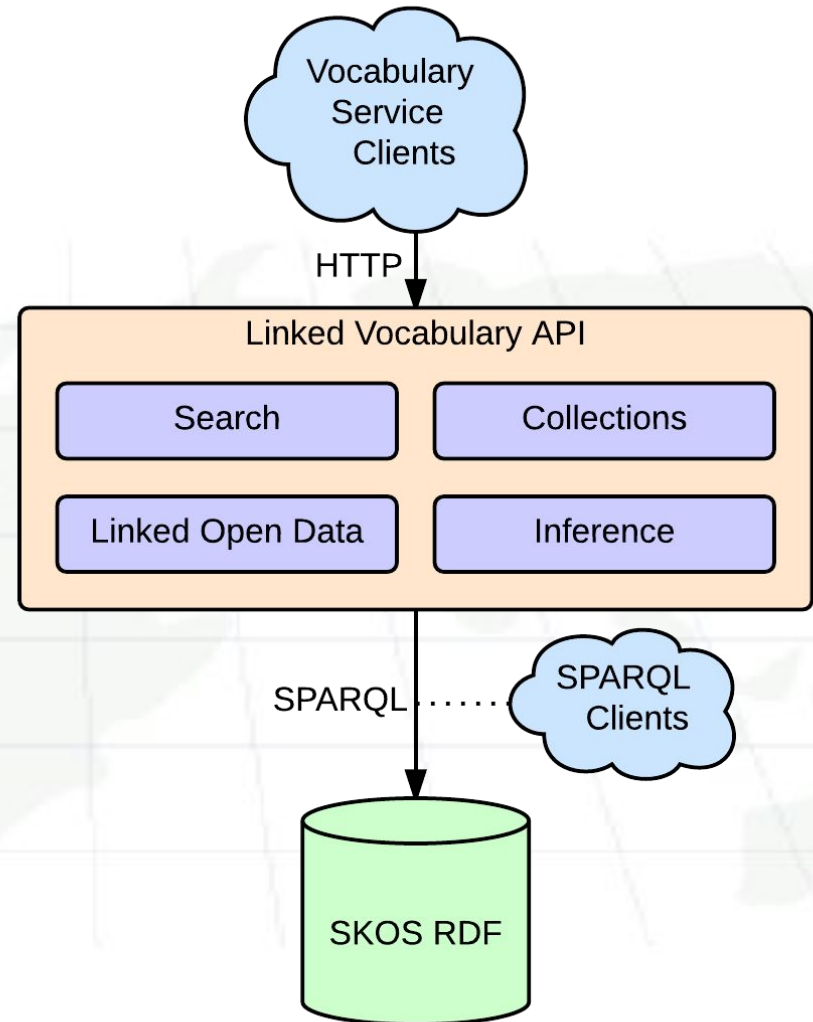 Vocabulary
Service
Clients
HTTP
Linked Vocabulary API
Search
Collections
Linked Open Data
Inference
SPARQL
SPARQL
Clients
SKOS RDF